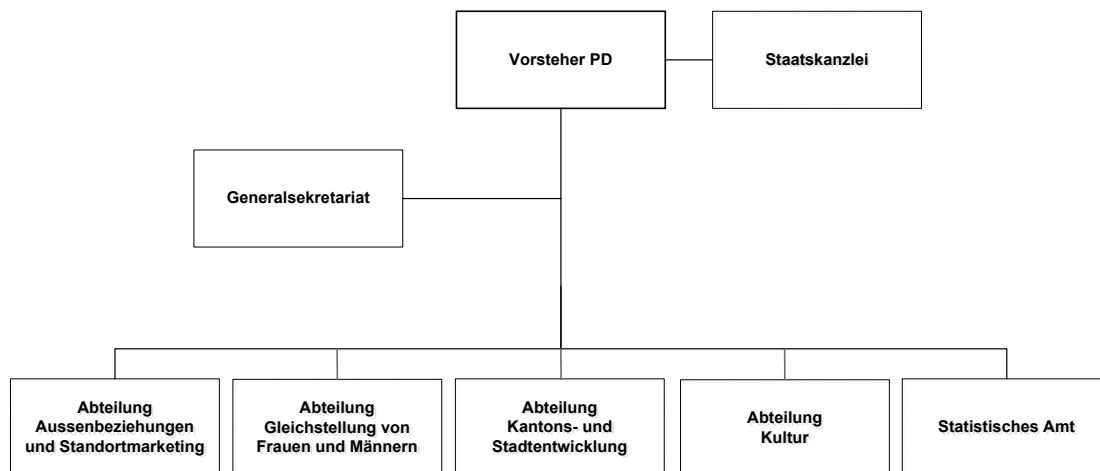 Vorsteher PD
Staatskanzlei
Generalsekretariat
Abteilung
Aussenbeziehungen
und Standortmarketing
Abteilung
Gleichstellung von
Frauen und Männern
Abteilung
Kantons- und
Stadtentwicklung
Abteilung
Kultur
Statistisches Amt